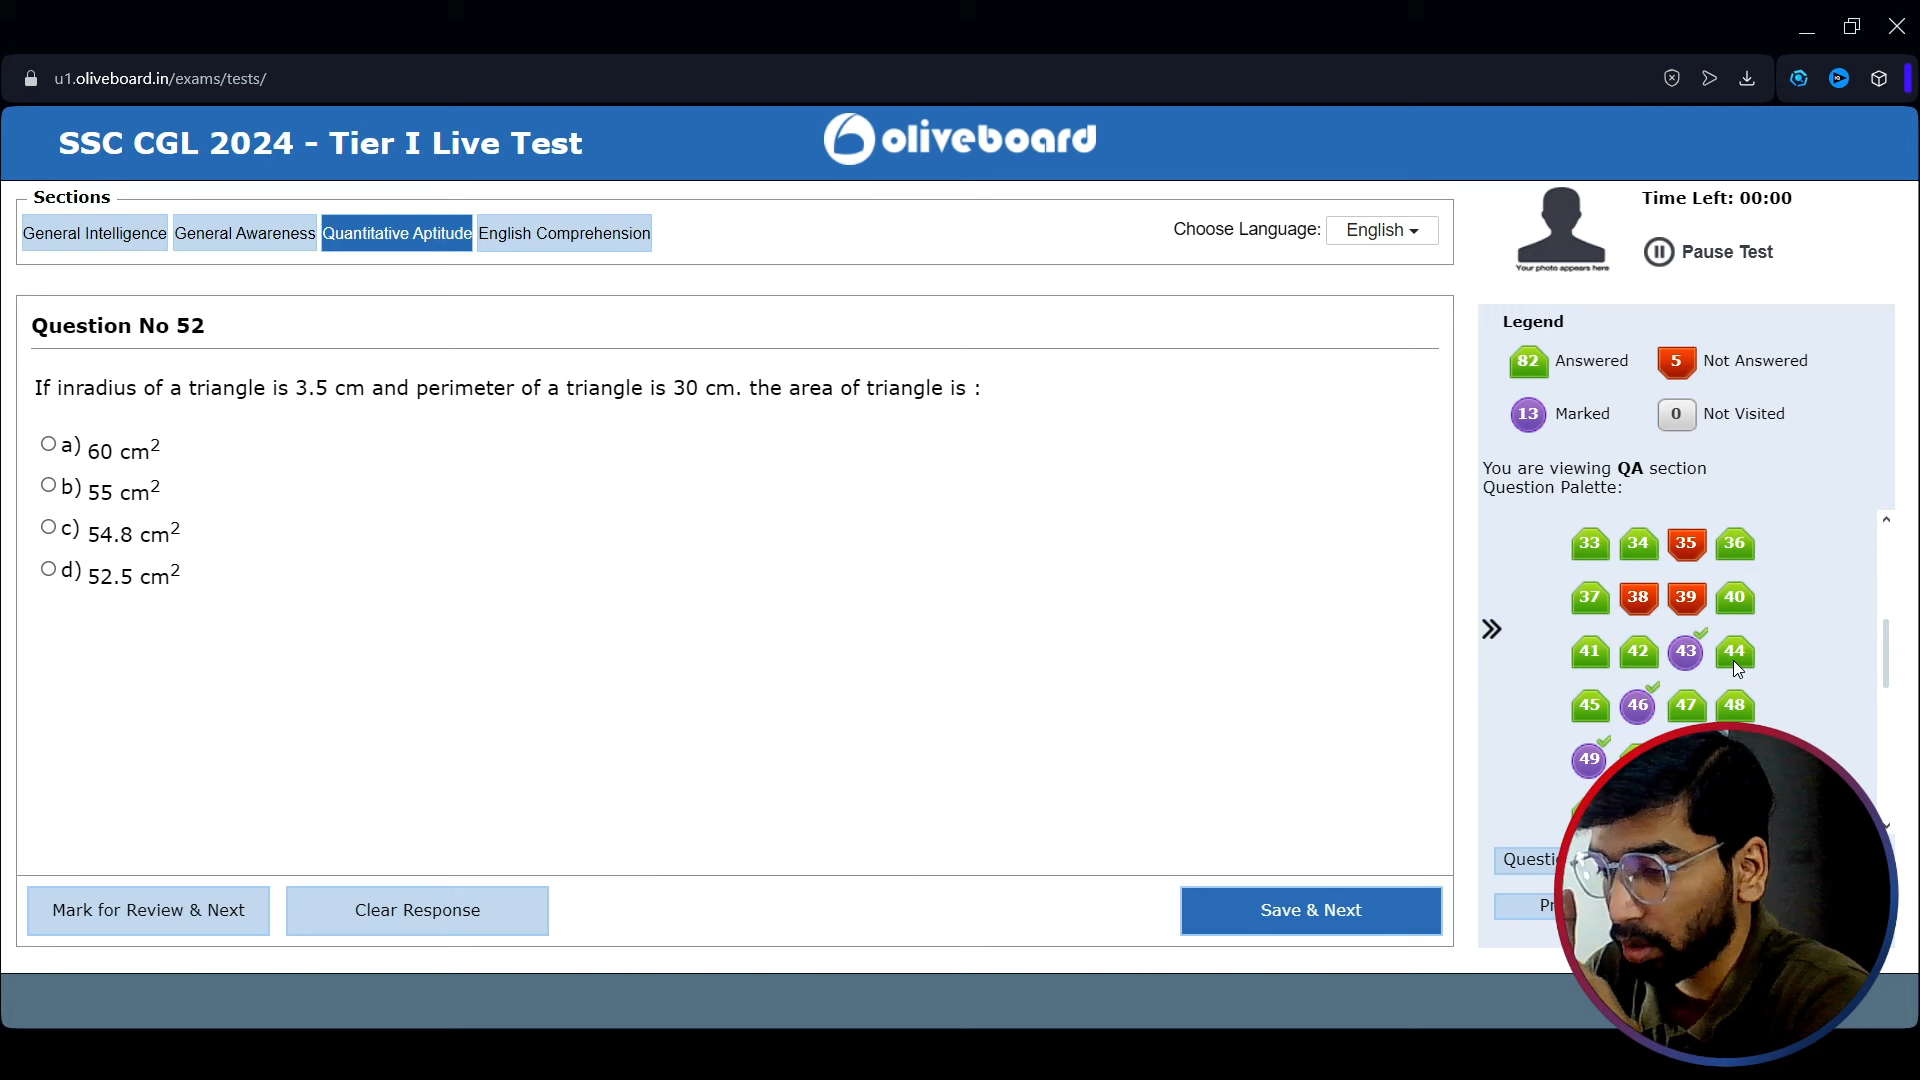 u1.oliveboard.in/exams/tests/
SSC CGL 2024 - Tier I Live Test
oliveboard
Sections
General Intelligence
General Awareness
Quantitative Aptitude
English Comprehension
Choose Language:
English
Your photo appears here
Time Left: 00:00
Pause Test
Question No 52
If inradius of a triangle is 3.5 cm and perimeter of a triangle is 30 cm. the area of triangle is :
a) 60 cm²
b) 55 cm²
c) 54.8 cm²
d) 52.5 cm²
Mark for Review & Next
Clear Response
Save & Next
Legend
82 Answered
5 Not Answered
13 Marked
0 Not Visited
You are viewing QA section
Question Palette:
33 34 35 36
37 38 39 40
41 42 43 44
45 46 47 48
49